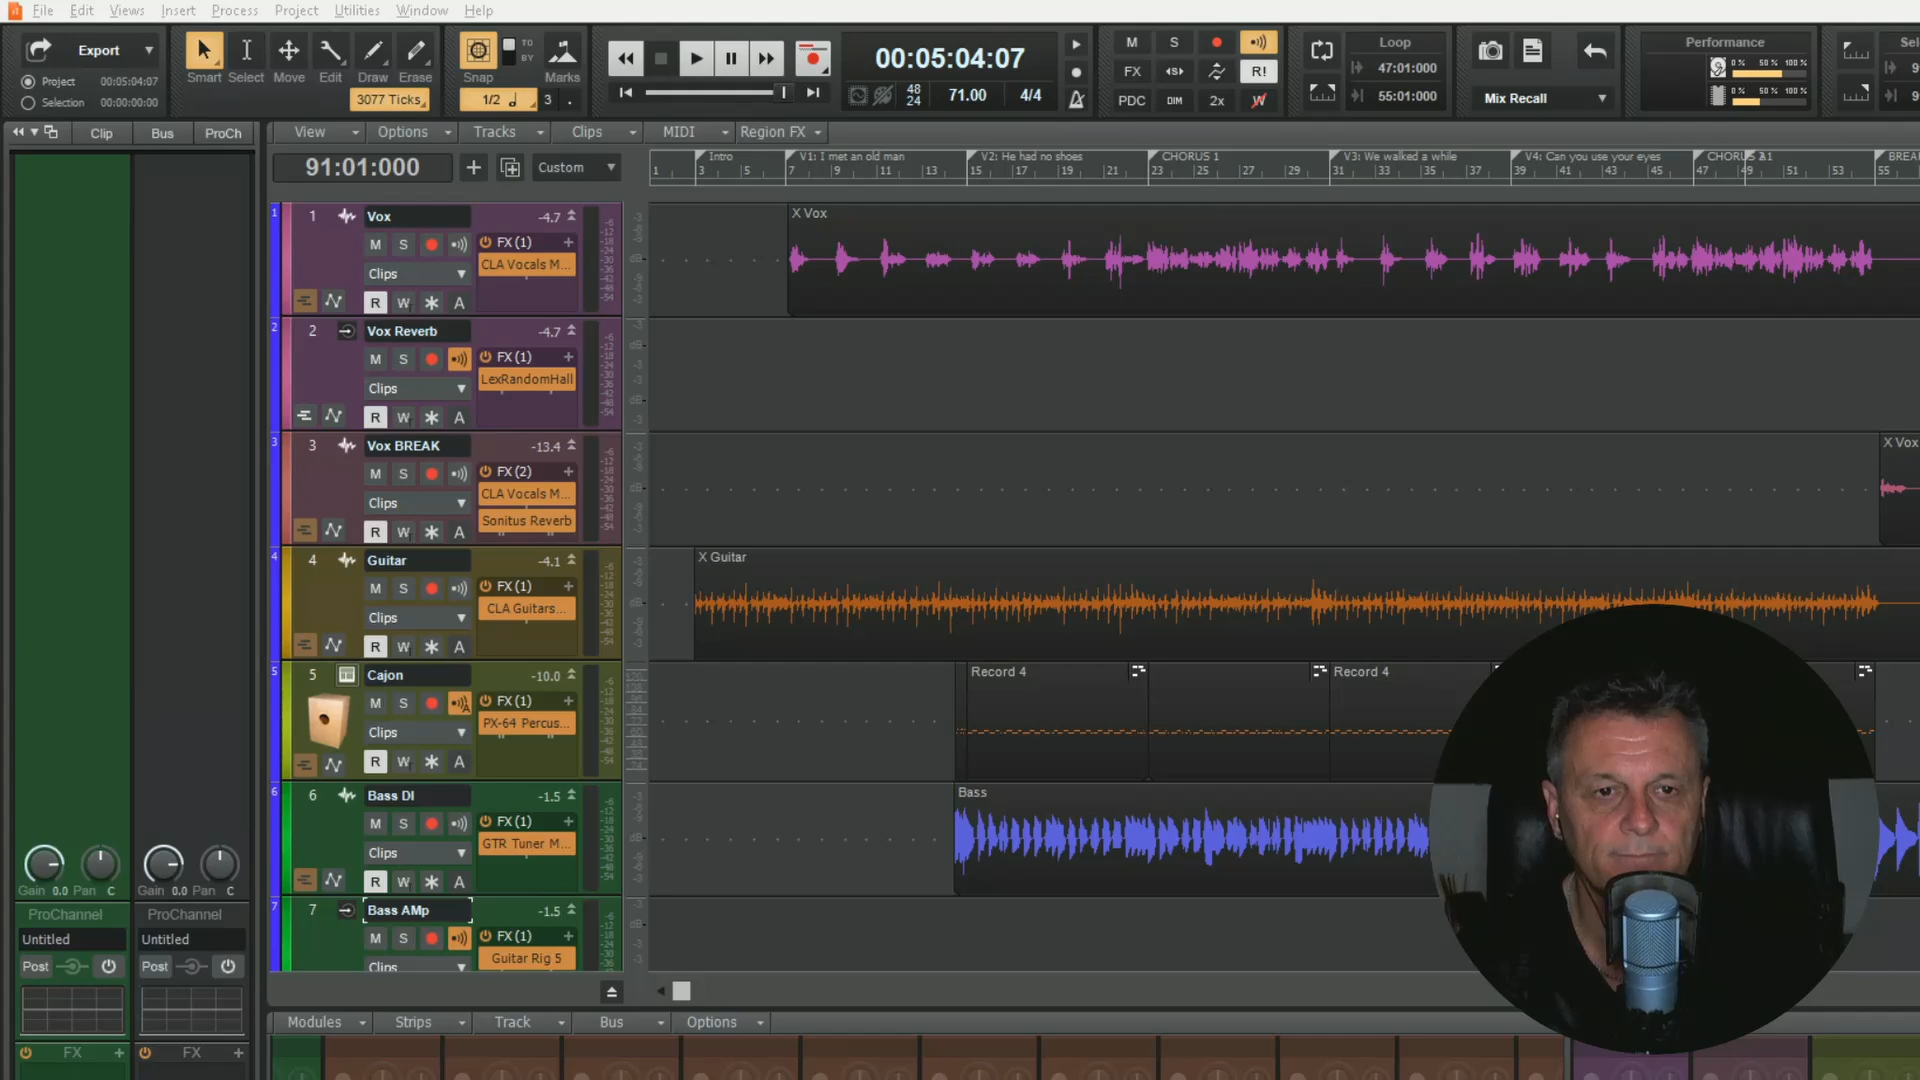 File Edit Views Insert Process Project Utilities Window Help
Export
Project 00:05:04:07
Selection 00:00:00:00
Smart Select Move Edit Draw Erase
3077 Ticks
Snap TO BY Marks
1/2 3 .
00:05:04:07
48 24 71.00 4/4
M S
FX R!
PDC DIM 2x W
Loop
47:01:000
55:01:000
Mix Recall
Performance
0 % 50 % 100 %
0 % 50 % 100 %
Clip Bus ProCh
View Options Tracks Clips MIDI Region FX
91:01:000 + Custom
Intro V1: I met an old man V2: He had no shoes CHORUS 1 V3: We walked a while V4: Can you use your eyes
1 3 5 7 9 11 13 15 17 19 21 23 25 27 29 31 33 35 37 39 41 43 45 47 49 51 53 55
1 Vox -4.7
M S FX (1) +
CLA Vocals M...
Clips
R W * A
X Vox
2 Vox Reverb -4.7
M S FX (1) +
LexRandomHall
Clips
R W * A
3 Vox BREAK -13.4
M S FX (2) +
CLA Vocals M...
Clips
Sonitus Reverb
R W * A
X Vox
4 Guitar -4.1
M S FX (1) +
CLA Guitars...
Clips
R W * A
X Guitar
5 Cajon -10.0
M S FX (1) +
PX-64 Percus...
Clips
R W * A
Record 4 Record 4
6 Bass DI -1.5
M S FX (1) +
GTR Tuner M...
Clips
R W * A
Bass
7 Bass AMp -1.5
M S FX (1) +
Guitar Rig 5
Clips
Gain 0.0 Pan C Gain 0.0 Pan C
ProChannel ProChannel
Untitled Untitled
Post Post
FX + FX +
Modules Strips Track Bus Options